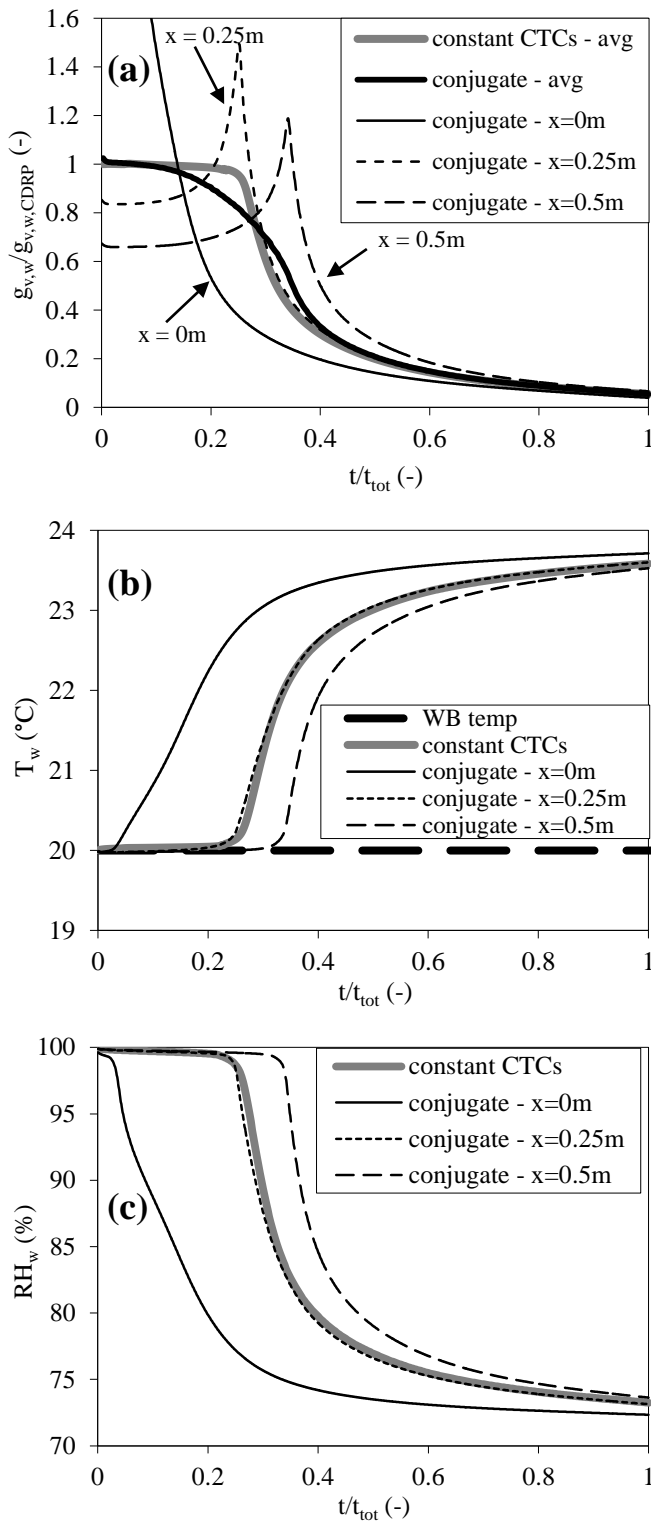 1.6
1.4
1.2
1
0.8
0.6
0.4
0.2
0
(a)
x = 0.25m
x = 0.5m
x = 0m
constant CTCs - avg
conjugate - avg
conjugate - x=0m
conjugate - x=0.25m
conjugate - x=0.5m
g_v,w/g_v,w,CDRP (-)
0 0.2 0.4 0.6 0.8 1
t/t_tot (-)
24
23
22
21
20
19
(b)
WB temp
constant CTCs
conjugate - x=0m
conjugate - x=0.25m
conjugate - x=0.5m
T_w (°C)
0 0.2 0.4 0.6 0.8 1
t/t_tot (-)
100
95
90
85
80
75
70
(c)
constant CTCs
conjugate - x=0m
conjugate - x=0.25m
conjugate - x=0.5m
RH_w (%)
0 0.2 0.4 0.6 0.8 1
t/t_tot (-)